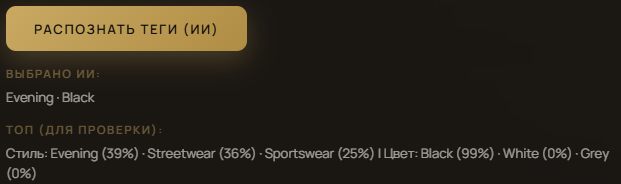 РАСПОЗНАТЬ ТЕГИ (ИИ)
ВЫБРАНО ИИ:
Evening · Black
ТОП (ДЛЯ ПРОВЕРКИ):
Стиль: Evening (39%) · Streetwear (36%) · Sportswear (25%) | Цвет: Black (99%) · White (0%) · Grey
(0%)